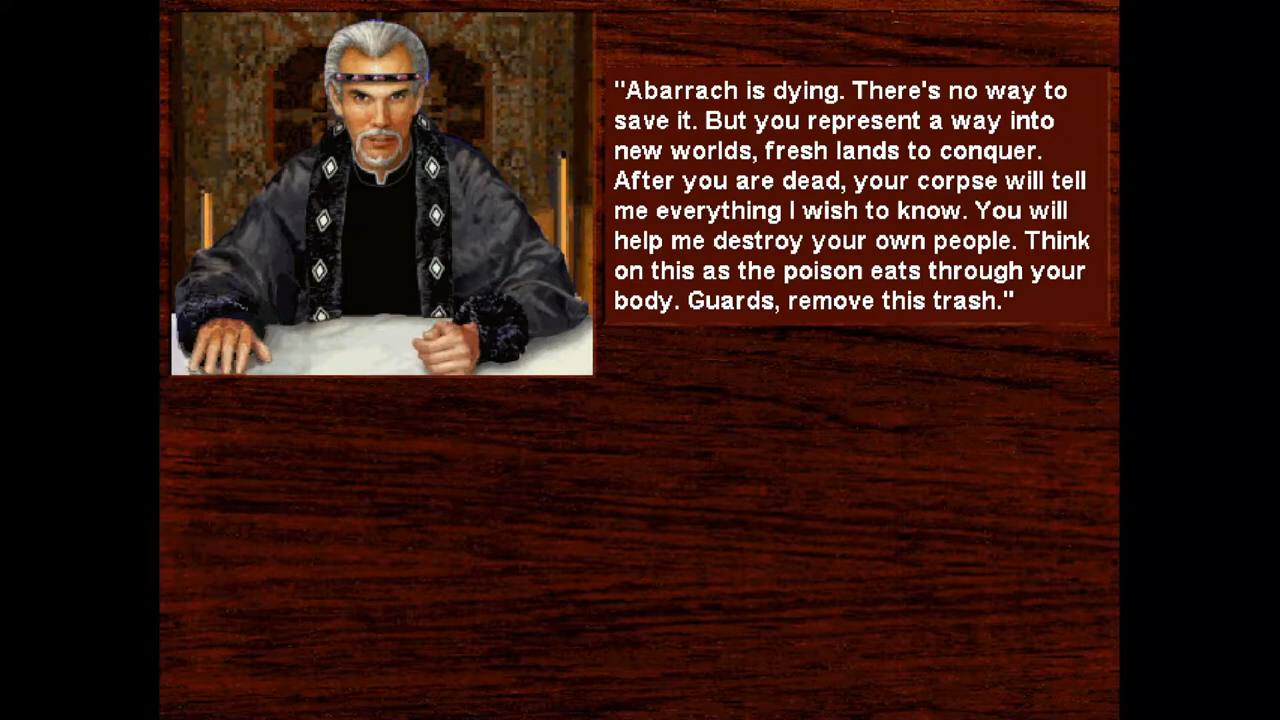 "Abarrach is dying. There's no way to
save it. But you represent a way into
new worlds, fresh lands to conquer.
After you are dead, your corpse will tell
me everything I wish to know. You will
help me destroy your own people. Think
on this as the poison eats through your
body. Guards, remove this trash."